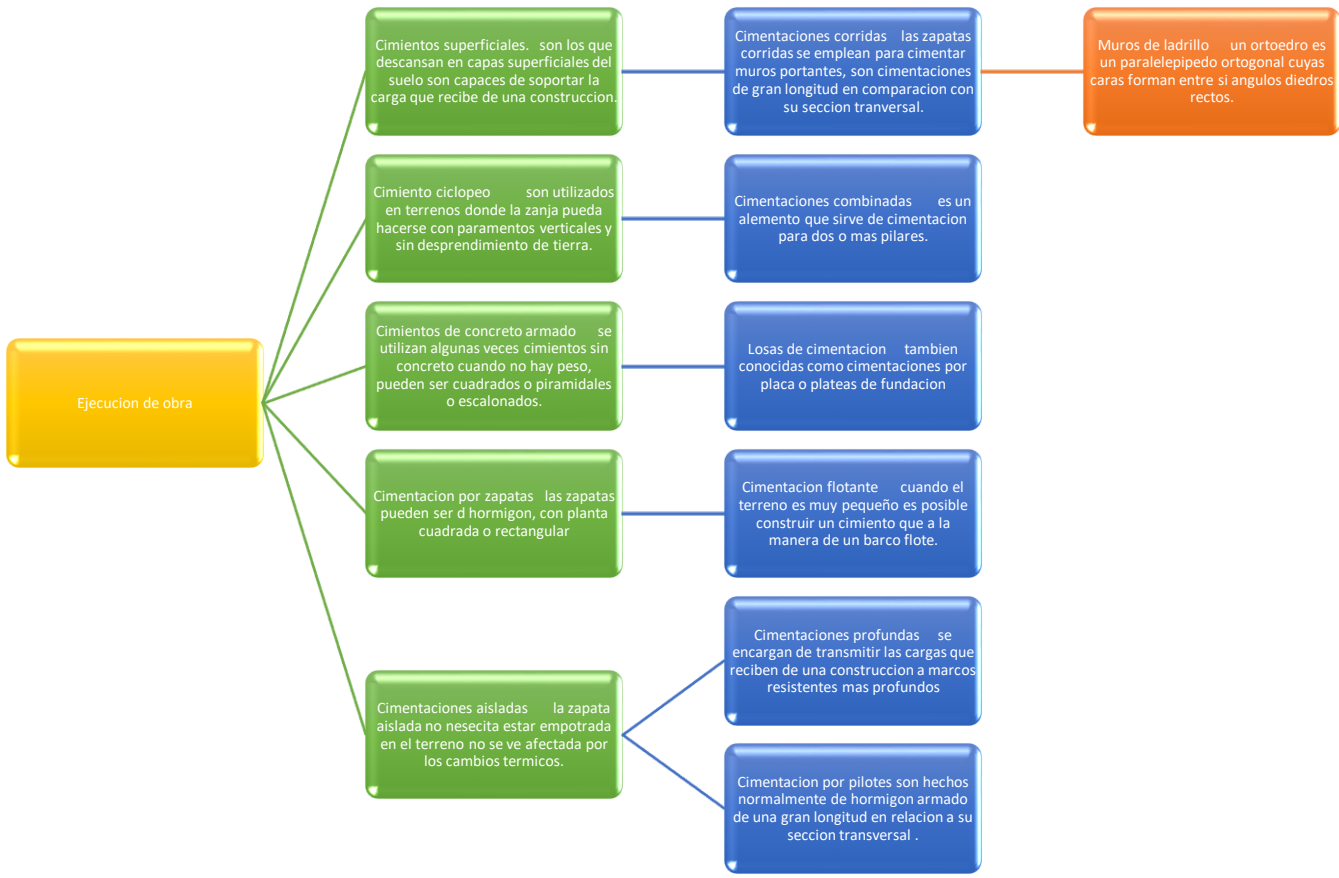 Ejecucion de obra
Cimientos superficiales. son los que
descansan en capas superficiales del
suelo son capaces de soportar la
carga que recibe de una construccion.
Cimentaciones corridas las zapatas
corridas se emplean para cimentar
muros portantes, son cimentaciones
de gran longitud en comparacion con
su seccion tranversal.
Muros de ladrillo un ortoedro es
un paralelepipedo ortogonal cuyas
caras forman entre si angulos diedros
rectos.
Cimiento ciclopeo son utilizados
en terrenos donde la zanja pueda
hacerse con paramentos verticales y
sin desprendimiento de tierra.
Cimentaciones combinadas es un
alemento que sirve de cimentacion
para dos o mas pilares.
Cimientos de concreto armado se
utilizan algunas veces cimientos sin
concreto cuando no hay peso,
pueden ser cuadrados o piramidales
o escalonados.
Losas de cimentacion tambien
conocidas como cimentaciones por
placa o plateas de fundacion
Cimentacion por zapatas las zapatas
pueden ser d hormigon, con planta
cuadrada o rectangular
Cimentacion flotante cuando el
terreno es muy pequeño es posible
construir un cimiento que a la
manera de un barco flote.
Cimentaciones aisladas la zapata
aislada no nesecita estar empotrada
en el terreno no se ve afectada por
los cambios termicos.
Cimentaciones profundas se
encargan de transmitir las cargas que
reciben de una construccion a marcos
resistentes mas profundos
Cimentacion por pilotes son hechos
normalmente de hormigon armado
de una gran longitud en relacion a su
seccion transversal .